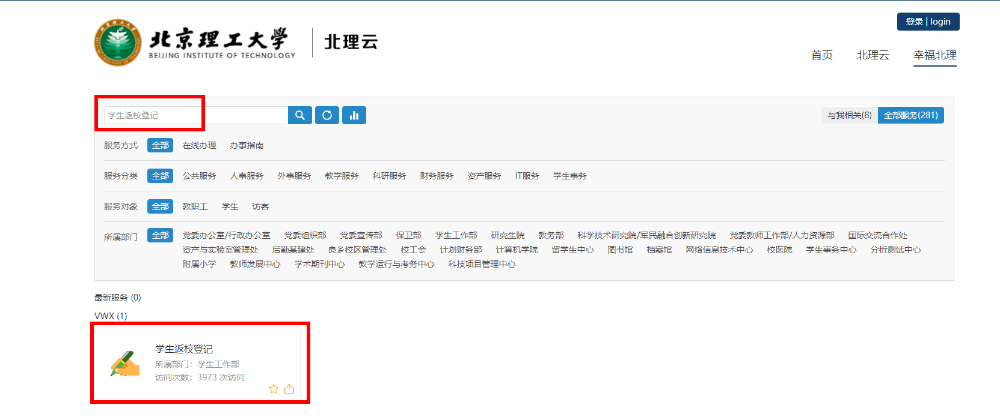 登录 | login
北京理工大学
BEIJING INSTITUTE OF TECHNOLOGY
北理云
首页 北理云 幸福北理
学生返校登记
与我相关(8) 全部服务(281)
服务方式 全部 在线办理 办事指南
服务分类 全部 公共服务 人事服务 外事服务 教学服务 科研服务 财务服务 资产服务 IT服务 学生事务
服务对象 全部 教职工 学生 访客
所属部门 全部 党委办公室/行政办公室 党委组织部 党委宣传部 保卫部 学生工作部 研究生院 教务部 科学技术研究院/军民融合创新研究院 党委教师工作部/人力资源部 国际交流合作处
资产与实验室管理处 后勤基建处 良乡校区管理处 校工会 计划财务部 计算机学院 留学生中心 图书馆 档案馆 网络信息技术中心 校医院 学生事务中心 分析测试中心
附属小学 教师发展中心 学术期刊中心 教学运行与考务中心 科技项目管理中心
最新服务 (0)
VWX (1)
学生返校登记
所属部门：学生工作部
访问次数：3973 次访问